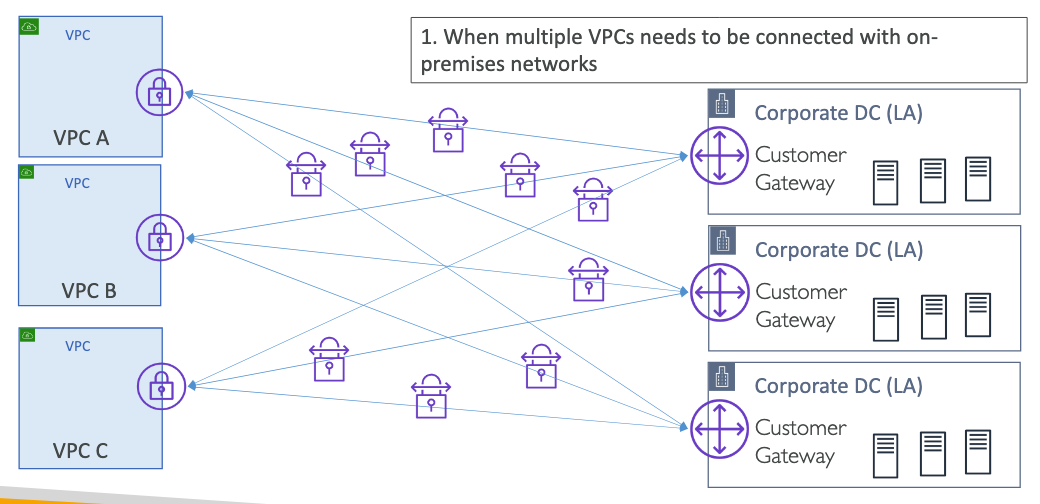 VPC
VPC A
1. When multiple VPCs needs to be connected with on-
premises networks
Corporate DC (LA)
Customer
Gateway
VPC
VPC B
Corporate DC (LA)
Customer
Gateway
VPC
VPC C
Corporate DC (LA)
Customer
Gateway